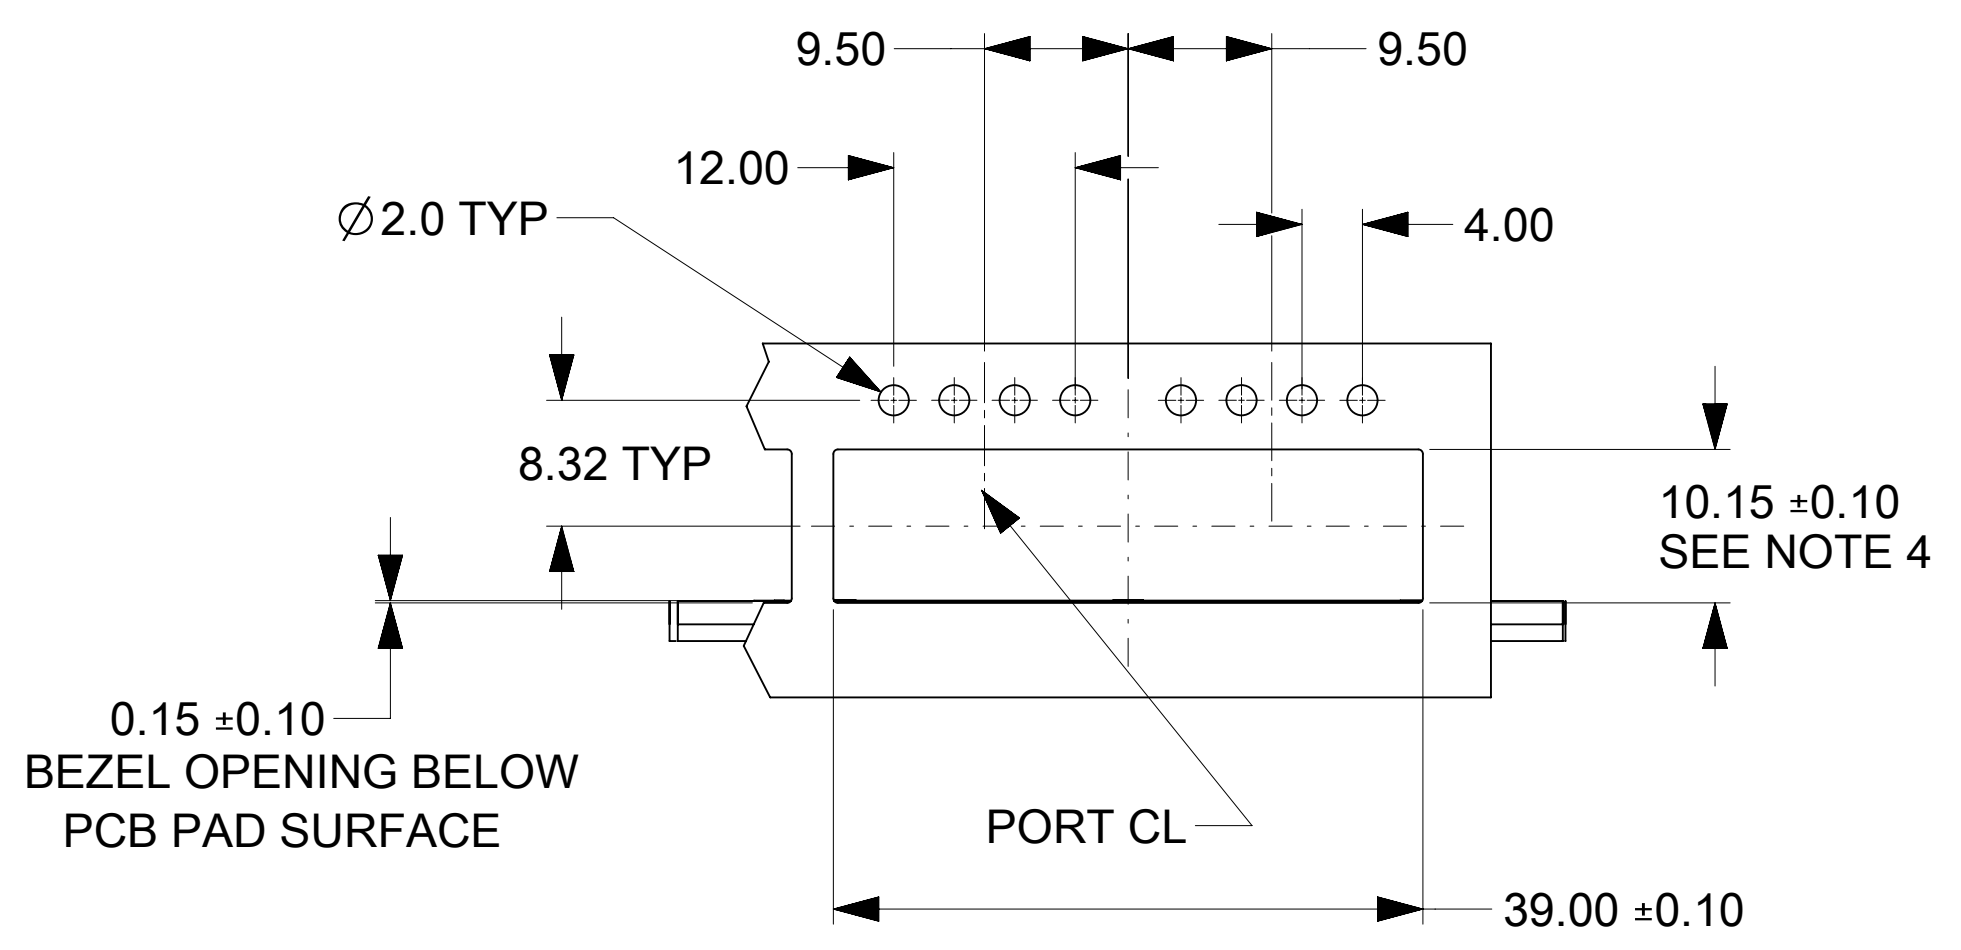 9.50
9.50
12.00
∅2.0 TYP
4.00
8.32 TYP
10.15 ±0.10
SEE NOTE 4
0.15 ±0.10
BEZEL OPENING BELOW
PCB PAD SURFACE
PORT CL
39.00 ±0.10